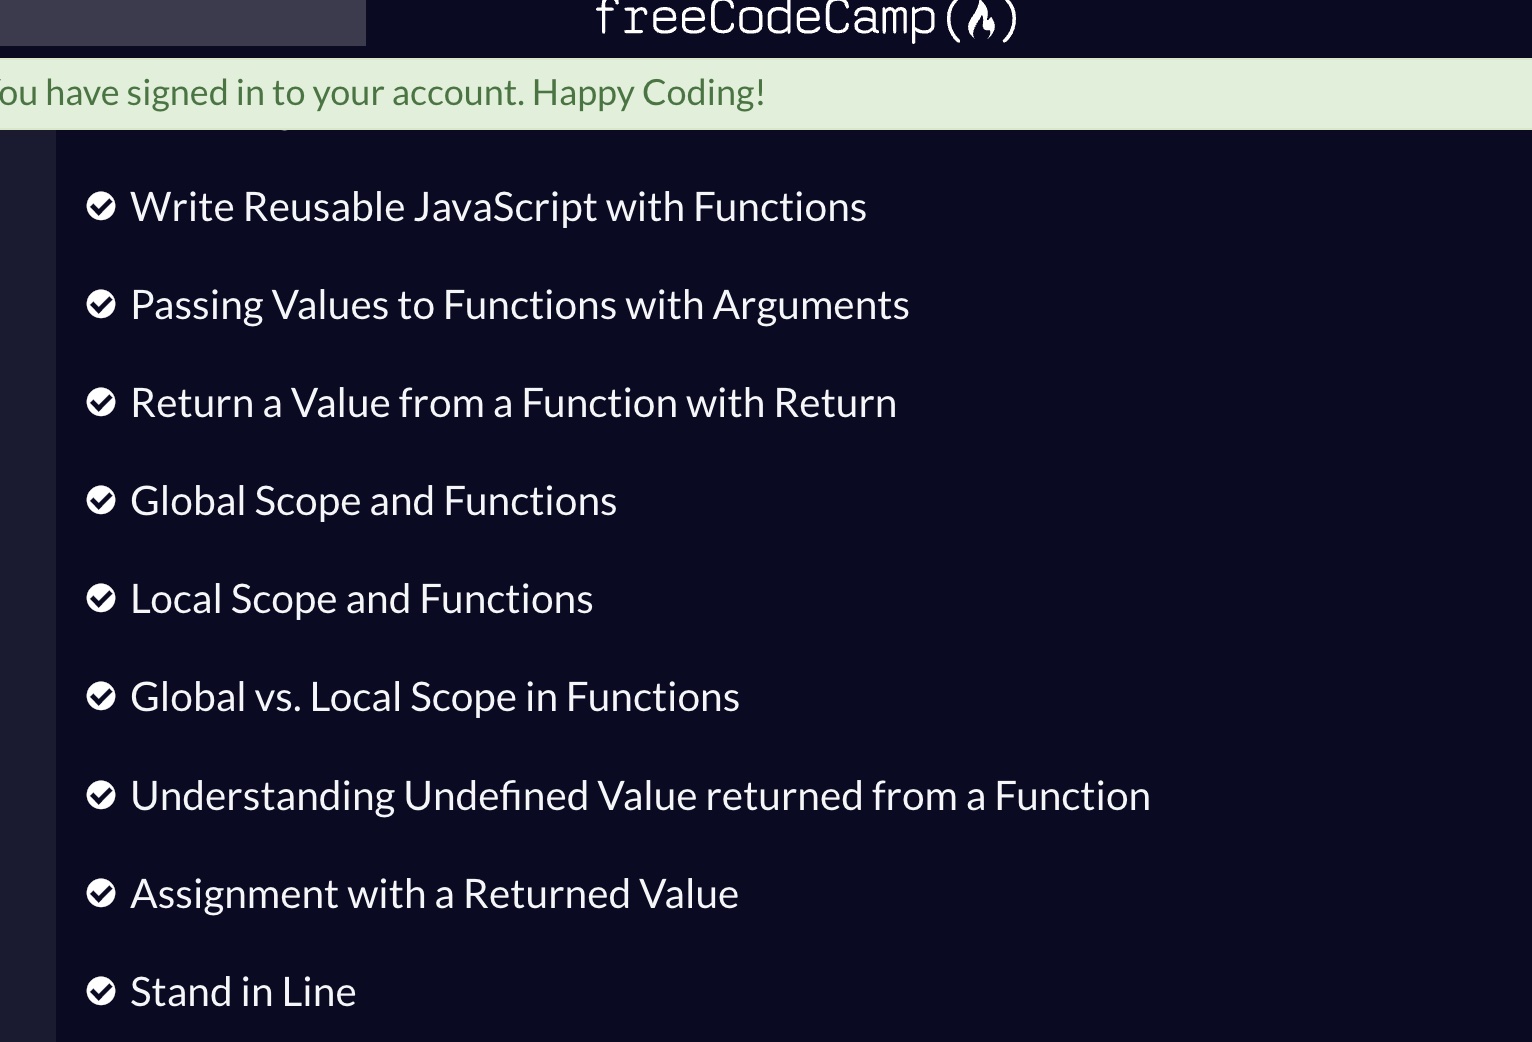 freeCodeCamp(🔥)
ou have signed in to your account. Happy Coding!
Write Reusable JavaScript with Functions
Passing Values to Functions with Arguments
Return a Value from a Function with Return
Global Scope and Functions
Local Scope and Functions
Global vs. Local Scope in Functions
Understanding Undefined Value returned from a Function
Assignment with a Returned Value
Stand in Line